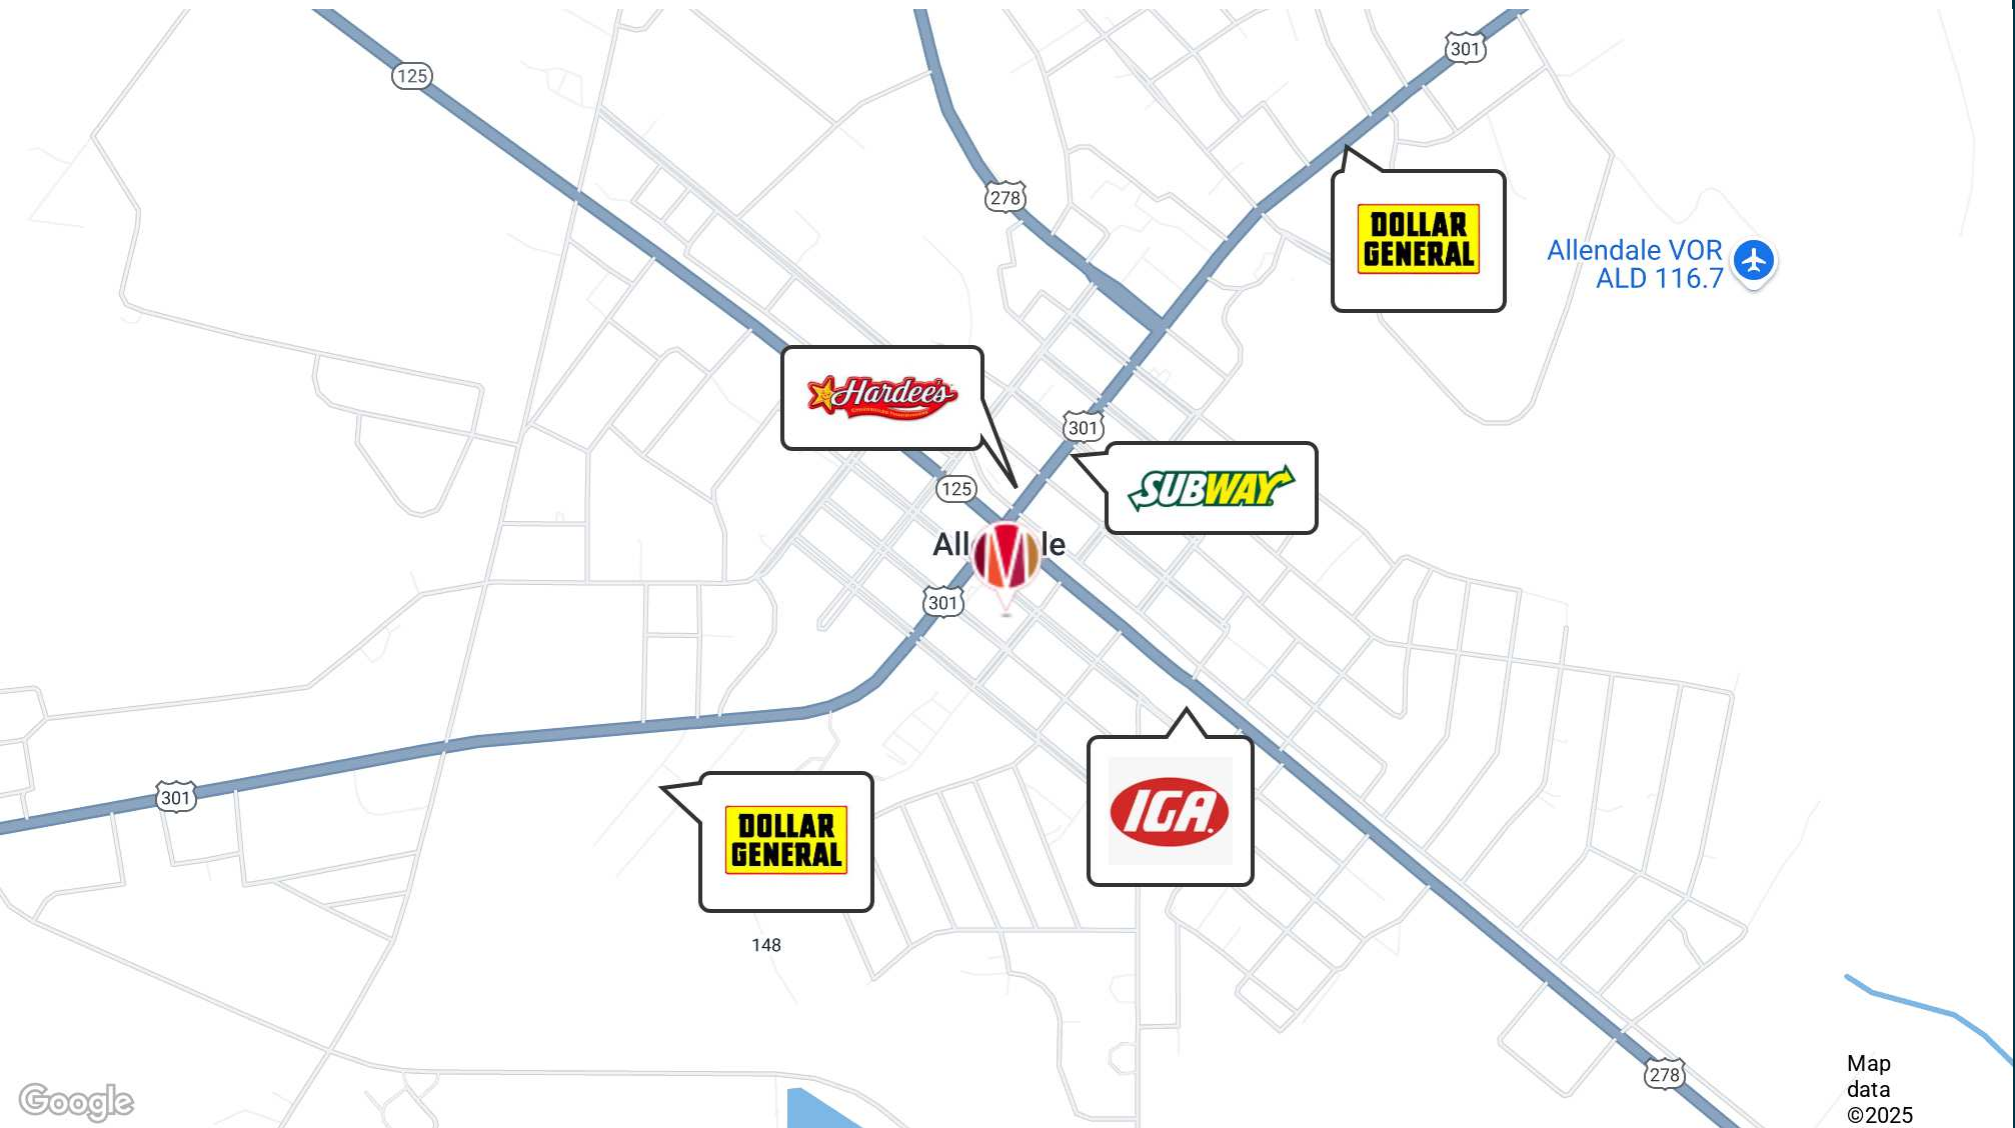 301
125
278
DOLLAR
GENERAL
Allendale VOR
ALD 116.7
Hardee's
301
SUBWAY
125
All le
301
301
IGA
DOLLAR
GENERAL
148
278
Map
data
©2025
Google